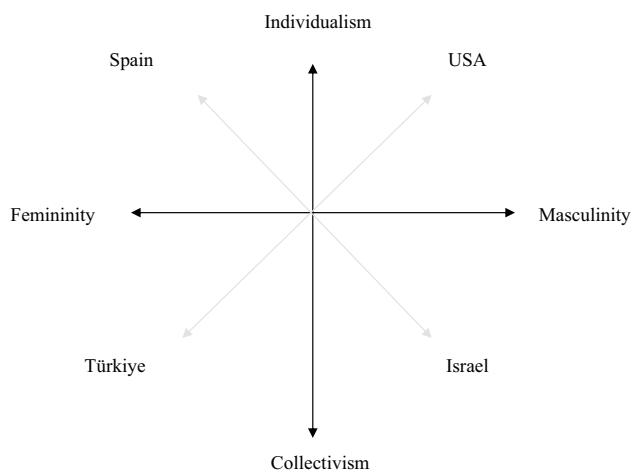 Individualism
Spain
USA
Femininity
Masculinity
Türkiye
Israel
Collectivism